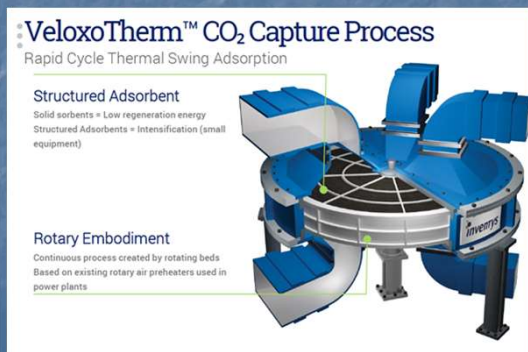 VeloxoTherm™ CO₂ Capture Process
Rapid Cycle Thermal Swing Adsorption
Structured Adsorbent
Solid sorbents = Low regeneration energy
Structured Adsorbents = Intensification (small
equipment)
inventys
Rotary Embodiment
Continuous process created by rotating beds
Based on existing rotary air preheaters used in
power plants